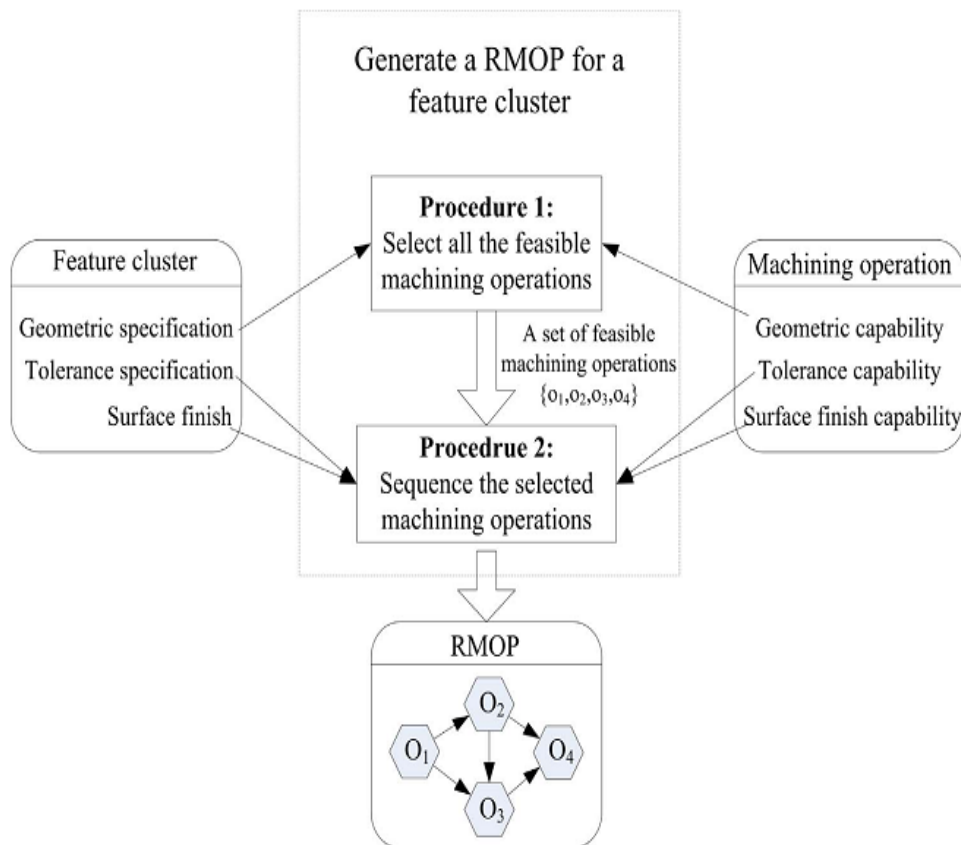 Generate a RMOP for a
feature cluster
Procedure 1:
Select all the feasible
machining operations
Feature cluster
Geometric specification
Tolerance specification
Surface finish
Machining operation
Geometric capability
Tolerance capability
Surface finish capability
A set of feasible
machining operations
{o₁,o₂,o₃,o₄}
Procedrue 2:
Sequence the selected
machining operations
RMOP
O₂
O₁
O₄
O₃